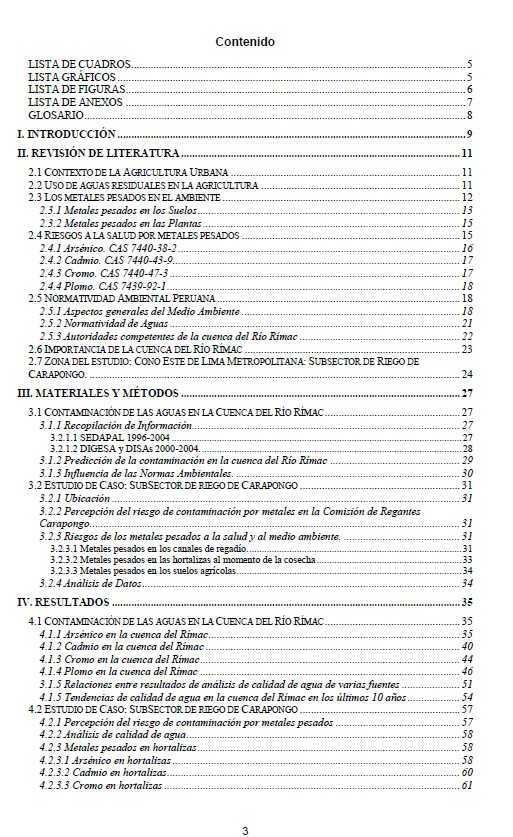 Contenido
LISTA DE CUADROS 5
LISTA GRÁFICOS 5
LISTA DE FIGURAS 6
LISTA DE ANEXOS 7
GLOSARIO 8
I. INTRODUCCIÓN 9
II. REVISIÓN DE LITERATURA 11
2.1 CONTEXTO DE LA AGRICULTURA URBANA 11
2.2 USO DE AGUAS RESIDUALES EN LA AGRICULTURA 11
2.3 LOS METALES PESADOS EN EL AMBIENTE 12
2.3.1 Metales pesados en los Suelos 13
2.3.2 Metales pesados en las Plantas 15
2.4 RIESGOS A LA SALUD POR METALES PESADOS 15
2.4.1 Arsénico. CAS 7440-38-2 16
2.4.2 Cadmio. CAS 7440-43-9 17
2.4.3 Cromo. CAS 7440-47-3 17
2.4.4 Plomo. CAS 7439-92-1 18
2.5 NORMATIVIDAD AMBIENTAL PERUANA 18
2.5.1 Aspectos generales del Medio Ambiente 18
2.5.2 Normatividad de Aguas 21
2.5.3 Autoridades competentes de la cuenca del Río Rímac 22
2.6 IMPORTANCIA DE LA CUENCA DEL RÍO RÍMAC 23
2.7 ZONA DEL ESTUDIO: CONO ESTE DE LIMA METROPOLITANA: SUBSECTOR DE RIEGO DE
CARAPONGO. 24
III. MATERIALES Y MÉTODOS 27
3.1 CONTAMINACIÓN DE LAS AGUAS EN LA CUENCA DEL RÍO RÍMAC 27
3.1.1 Recopilación de Información 27
3.1.2.1 SEDAPAL 1996-2004 27
3.1.2.2 DIGESA y DISAs 2000-2004. 28
3.1.2 Predicción de la contaminación en la cuenca del Río Rímac 29
3.1.3 Influencia de las Normas Ambientales. 30
3.2 ESTUDIO DE CASO: SUBSECTOR DE RIEGO DE CARAPONGO 31
3.2.1 Ubicación 31
3.2.2 Percepción del riesgo de contaminación por metales en la Comisión de Regantes
Carapongo 31
3.2.3 Riesgos de los metales pesados a la salud y al medio ambiente. 31
3.2.3.1 Metales pesados en los canales de regadío 31
3.2.3.2 Metales pesados en las hortalizas al momento de la cosecha 33
3.2.3.3 Metales pesados en los suelos agrícolas 34
3.2.4 Análisis de Datos 34
IV. RESULTADOS 35
4.1 CONTAMINACIÓN DE LAS AGUAS EN LA CUENCA DEL RÍO RÍMAC 35
4.1.1 Arsénico en la cuenca del Rímac 35
4.1.2 Cadmio en la cuenca del Rímac 40
4.1.3 Cromo en la cuenca del Rímac 44
4.1.4 Plomo en la cuenca del Rímac 46
3.1.5 Relaciones entre resultados de análisis de calidad de agua de varias fuentes 51
4.1.5 Tendencias de calidad de agua en la cuenca del Rímac en los últimos 10 años 54
4.2 ESTUDIO DE CASO: SUBSECTOR DE RIEGO DE CARAPONGO 57
4.2.1 Percepción del riesgo de contaminación por metales pesados 57
4.2.2 Análisis de calidad de agua 58
4.2.3 Metales pesados en hortalizas 58
4.2.3.1 Arsénico en hortalizas 58
4.2.3.2 Cadmio en hortalizas 60
4.2.3.3 Cromo en hortalizas 61
3